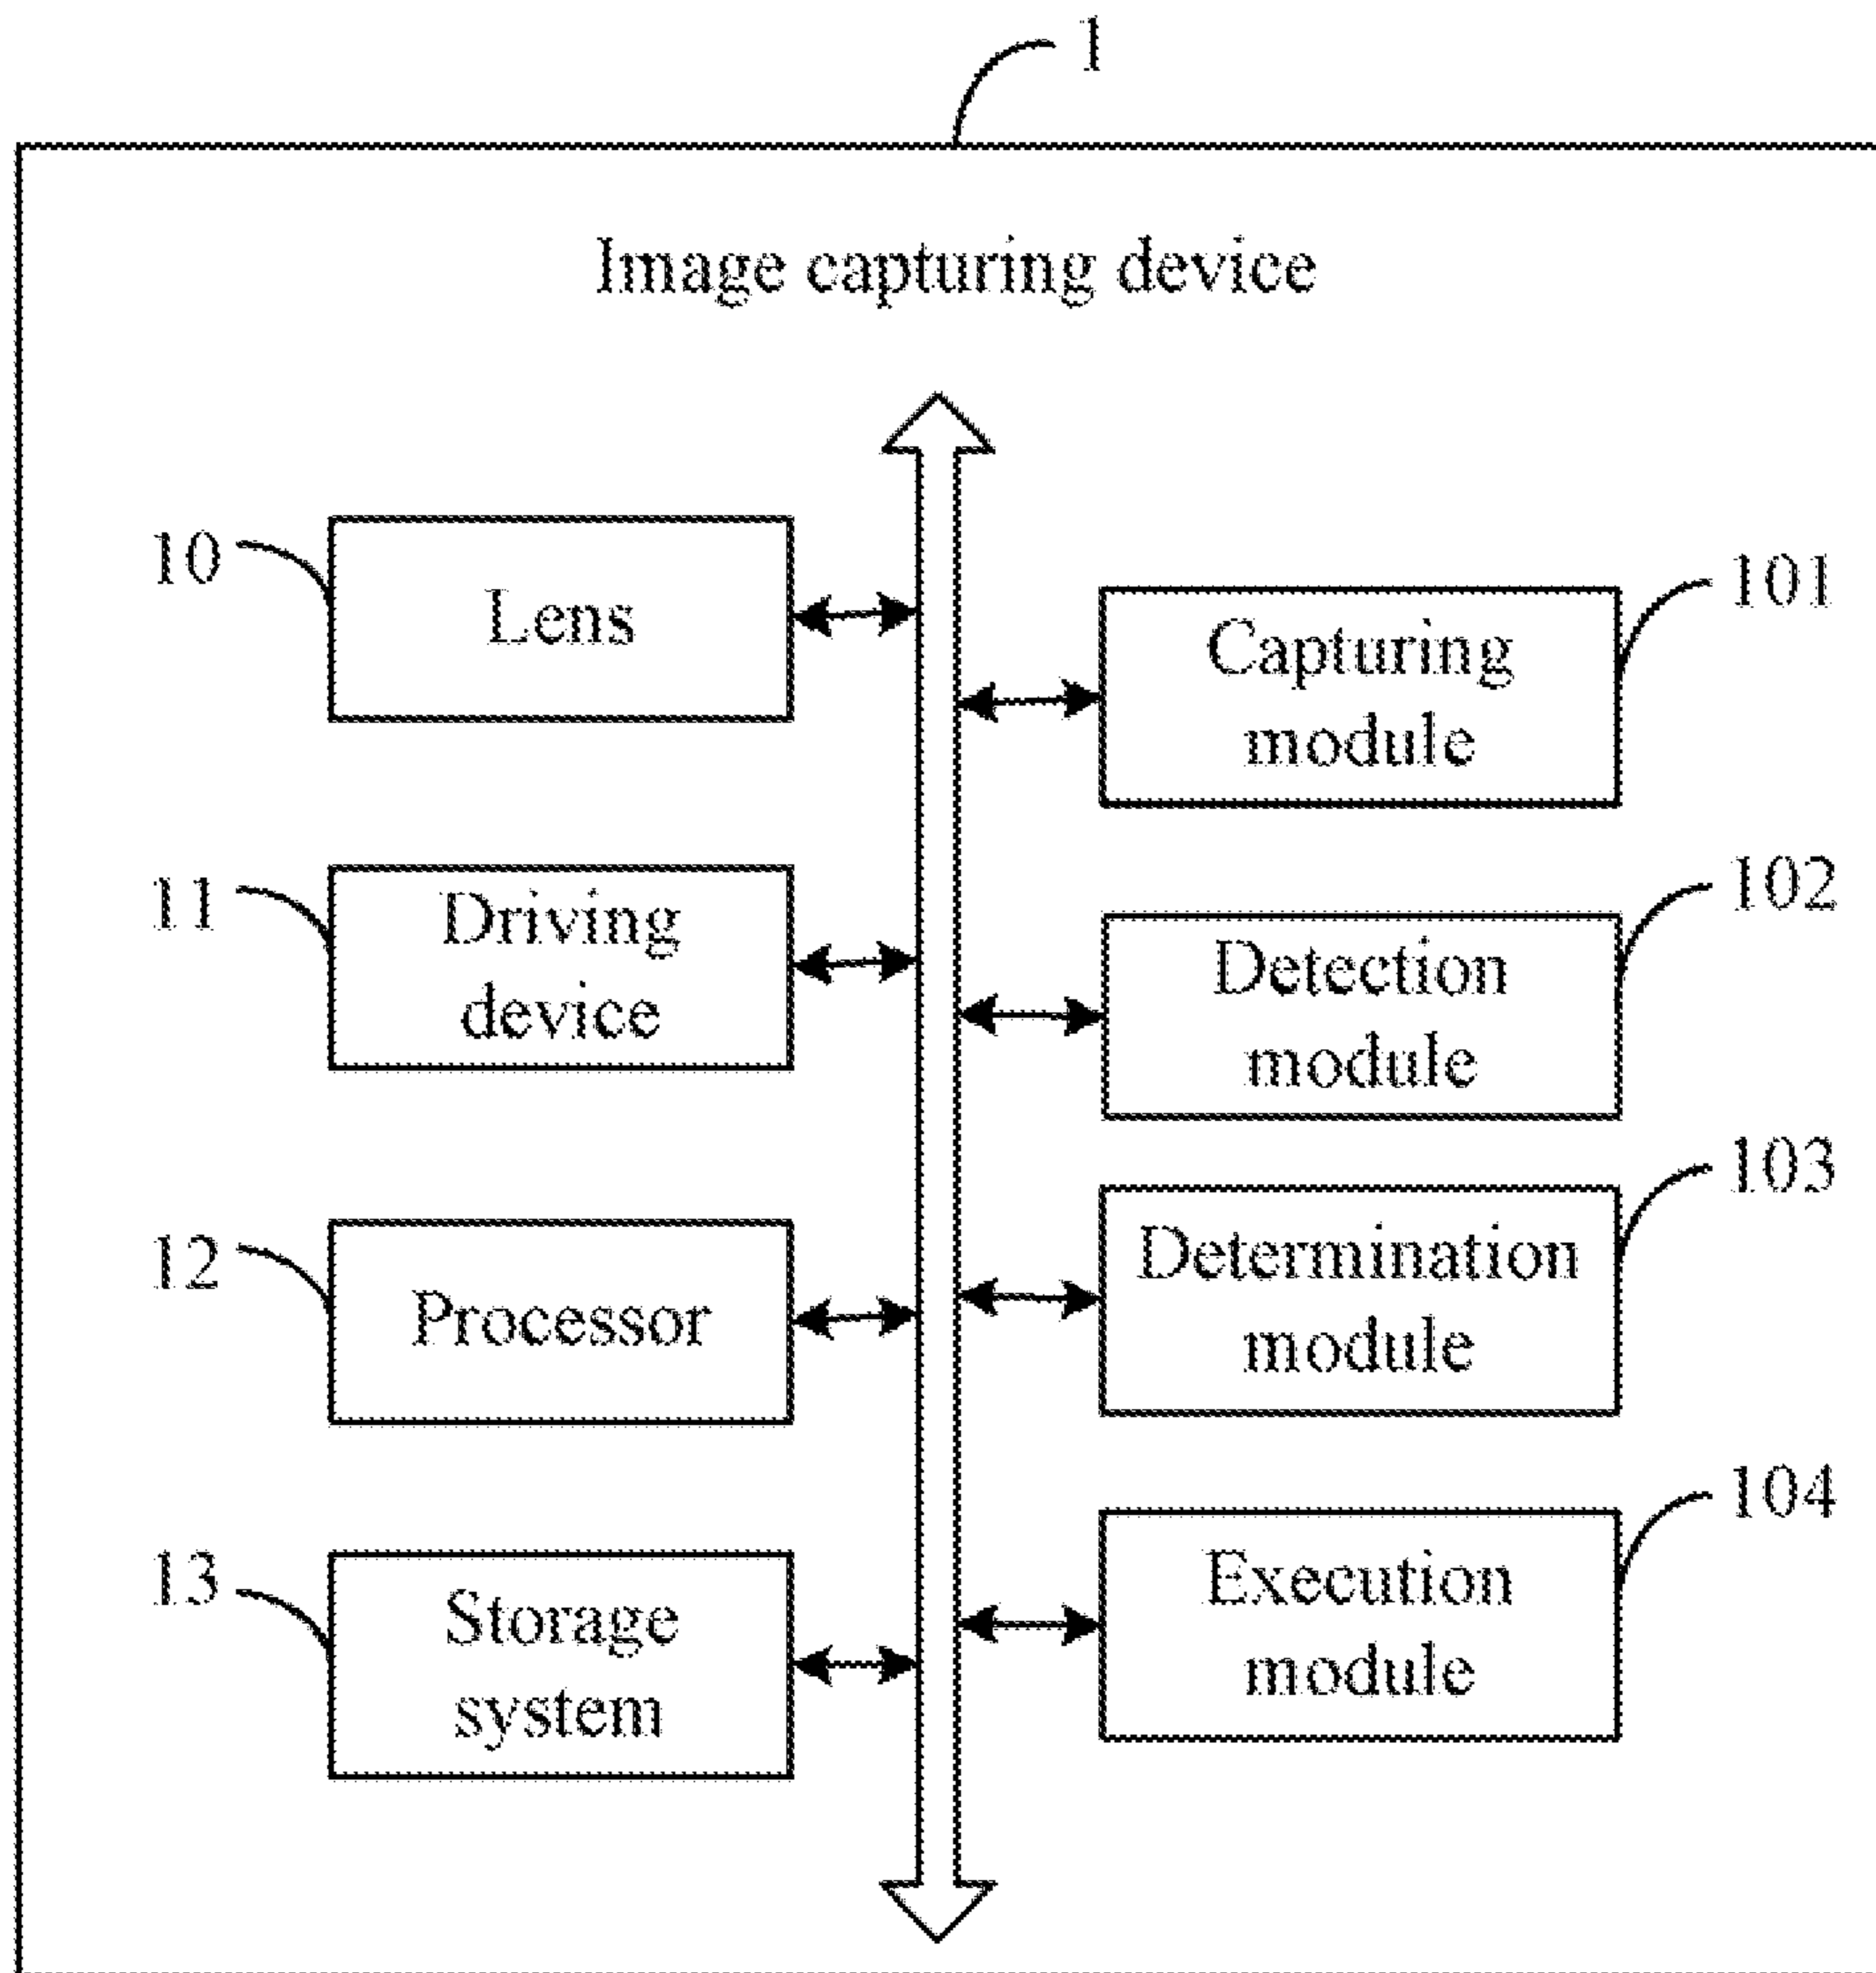 1
Image capturing device
10
Lens
11
Driving
device
12
Processor
13
Storage
system
101
Capturing
module
102
Detection
module
103
Determination
module
104
Execution
module